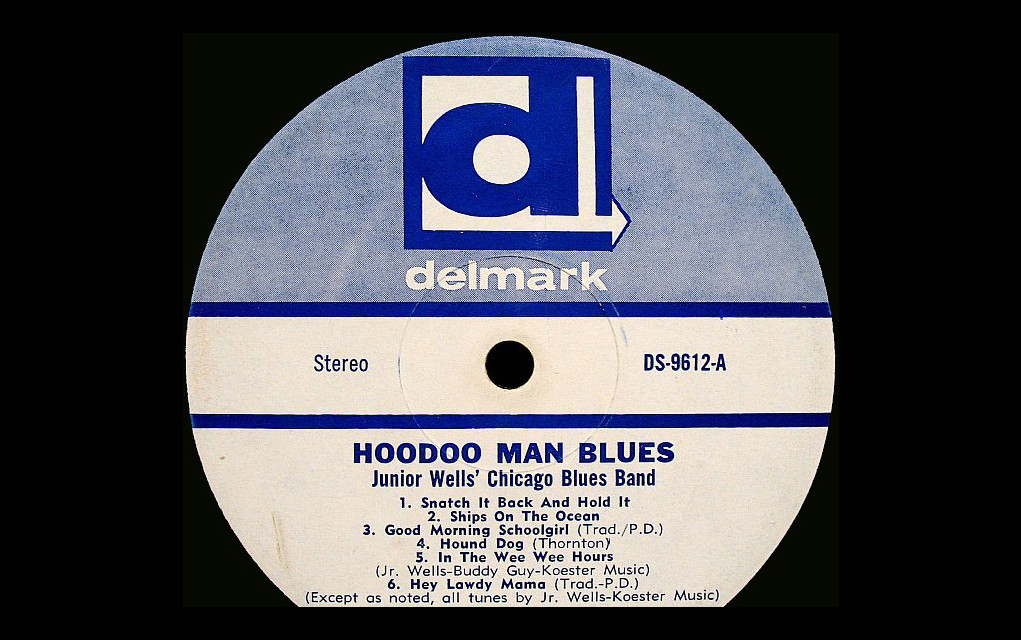 d
delmark
Stereo
DS-9612-A
HOODOO MAN BLUES
Junior Wells' Chicago Blues Band
1. Snatch It Back And Hold It
2. Ships On The Ocean
3. Good Morning Schoolgirl (Trad./P.D.)
4. Hound Dog (Thornton)
5. In The Wee Wee Hours
(Jr. Wells-Buddy Guy-Koester Music)
6. Hey Lawdy Mama (Trad.-P.D.)
(Except as noted, all tunes by Jr. Wells-Koester Music)